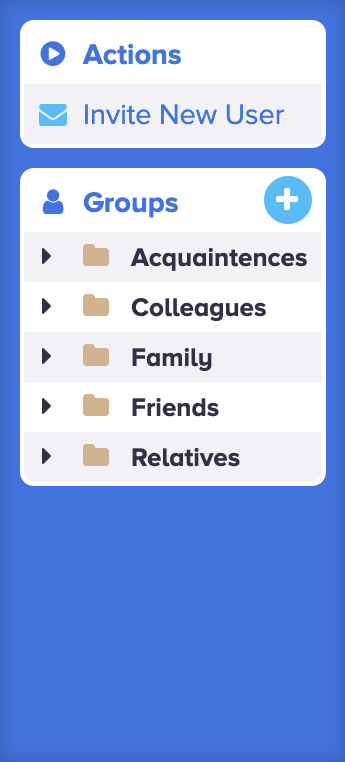 Actions
Invite New User
Groups
Acquaintences
Colleagues
Family
Friends
Relatives